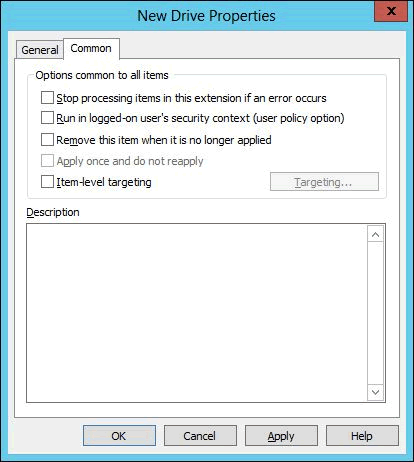 New Drive Properties
x
General Common
Options common to all items
Stop processing items in this extension if an error occurs
Run in logged-on user's security context (user policy option)
Remove this item when it is no longer applied
Apply once and do not reapply
Item-level targeting
Targeting...
Description
OK Cancel Apply Help